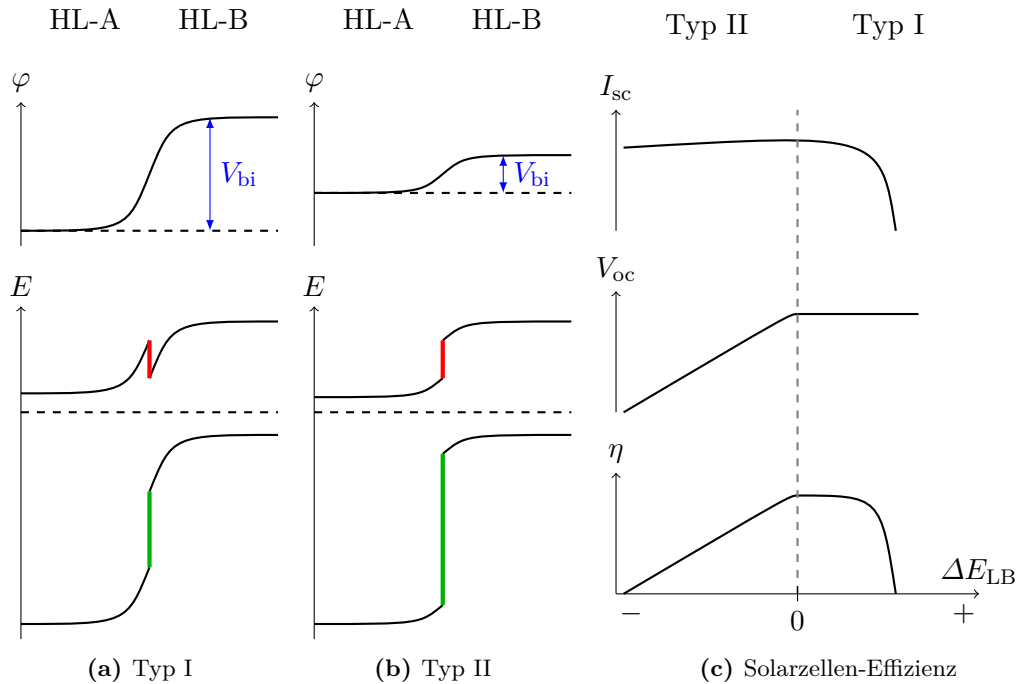 HL-A HL-B
HL-A HL-B
Typ II Typ I
φ
V_bi
φ
V_bi
I_sc
E
E
V_oc
η
ΔE_LB
− 0 +
(a) Typ I
(b) Typ II
(c) Solarzellen-Effizienz